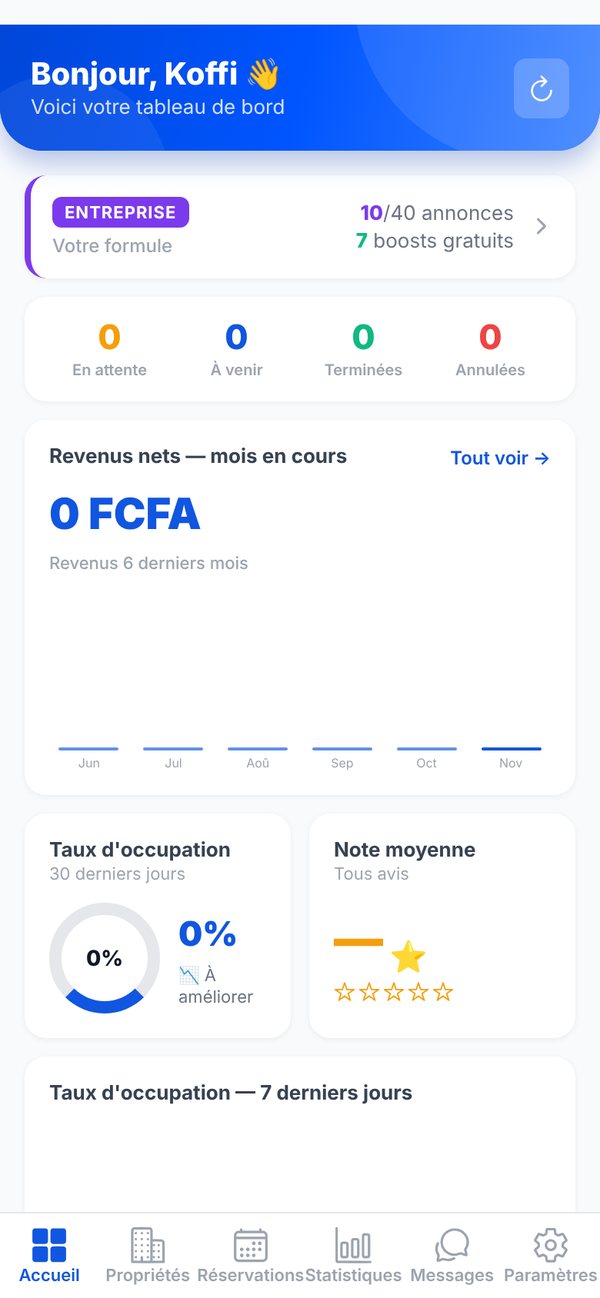 Bonjour, Koffi 👋
Voici votre tableau de bord
ENTREPRISE
Votre formule
10/40 annonces
7 boosts gratuits
0 0 0 0
En attente À venir Terminées Annulées
Revenus nets — mois en cours
Tout voir →
0 FCFA
Revenus 6 derniers mois
Jun Jul Aoû Sep Oct Nov
Taux d'occupation
30 derniers jours
0%
0%
📉 À
améliorer
Note moyenne
Tous avis
— ⭐
☆☆☆☆☆
Taux d'occupation — 7 derniers jours
Accueil Propriétés Réservations Statistiques Messages Paramètres